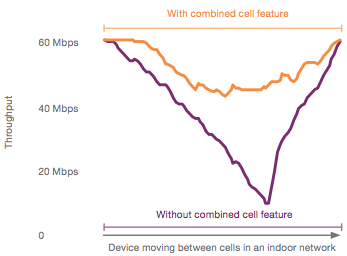 With combined cell feature
60 Mbps
40 Mbps
Throughput
20 Mbps
Without combined cell feature
0
Device moving between cells in an indoor network